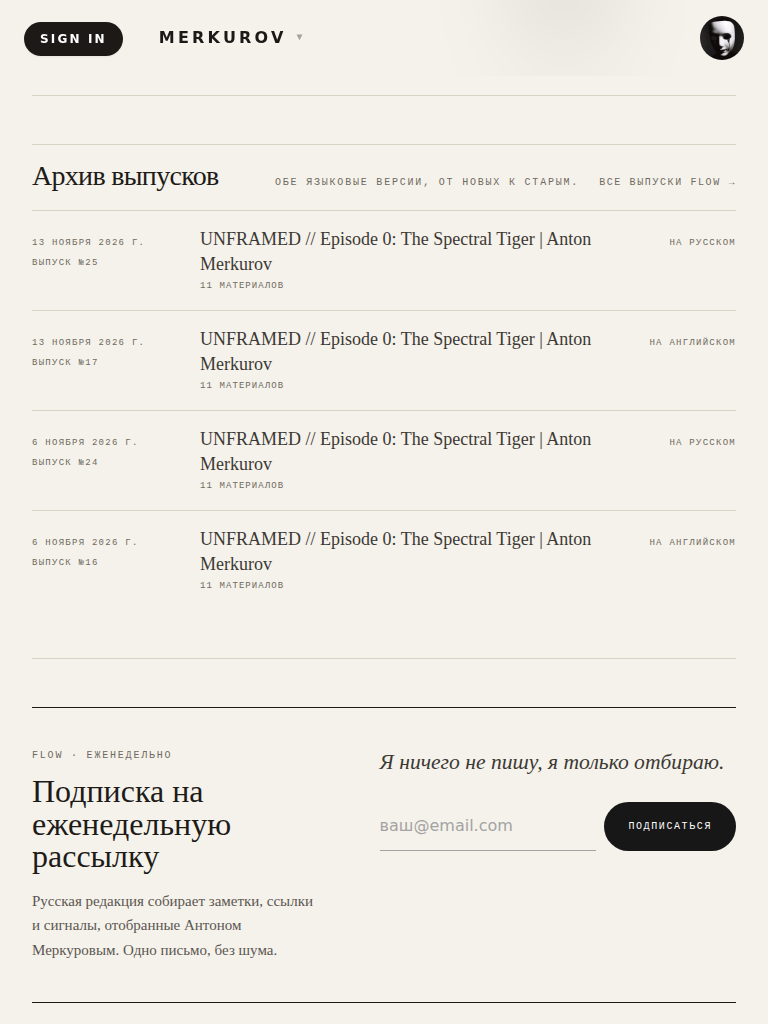 SIGN IN
MERKUROV ▾
Архив выпусков
ОБЕ ЯЗЫКОВЫЕ ВЕРСИИ, ОТ НОВЫХ К СТАРЫМ.
ВСЕ ВЫПУСКИ FLOW →
13 НОЯБРЯ 2026 Г.
ВЫПУСК №25
UNFRAMED // Episode 0: The Spectral Tiger | Anton
Merkurov
11 МАТЕРИАЛОВ
НА РУССКОМ
13 НОЯБРЯ 2026 Г.
ВЫПУСК №17
UNFRAMED // Episode 0: The Spectral Tiger | Anton
Merkurov
11 МАТЕРИАЛОВ
НА АНГЛИЙСКОМ
6 НОЯБРЯ 2026 Г.
ВЫПУСК №24
UNFRAMED // Episode 0: The Spectral Tiger | Anton
Merkurov
11 МАТЕРИАЛОВ
НА РУССКОМ
6 НОЯБРЯ 2026 Г.
ВЫПУСК №16
UNFRAMED // Episode 0: The Spectral Tiger | Anton
Merkurov
11 МАТЕРИАЛОВ
НА АНГЛИЙСКОМ
FLOW · ЕЖЕНЕДЕЛЬНО
Подписка на
еженедельную
рассылку
Русская редакция собирает заметки, ссылки
и сигналы, отобранные Антоном
Меркуровым. Одно письмо, без шума.
Я ничего не пишу, я только отбираю.
ваш@email.com
ПОДПИСАТЬСЯ